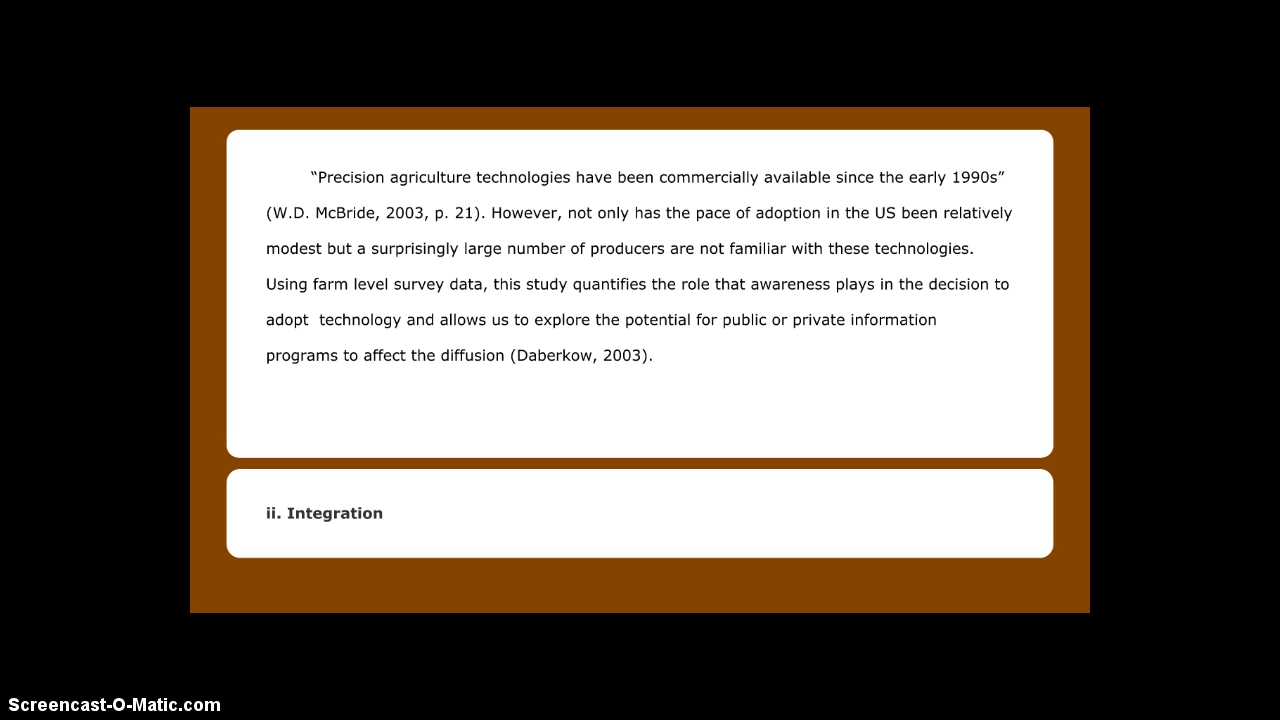 “Precision agriculture technologies have been commercially available since the early 1990s”
(W.D. McBride, 2003, p. 21). However, not only has the pace of adoption in the US been relatively
modest but a surprisingly large number of producers are not familiar with these technologies.
Using farm level survey data, this study quantifies the role that awareness plays in the decision to
adopt  technology and allows us to explore the potential for public or private information
programs to affect the diffusion (Daberkow, 2003).
ii. Integration
Screencast-O-Matic.com